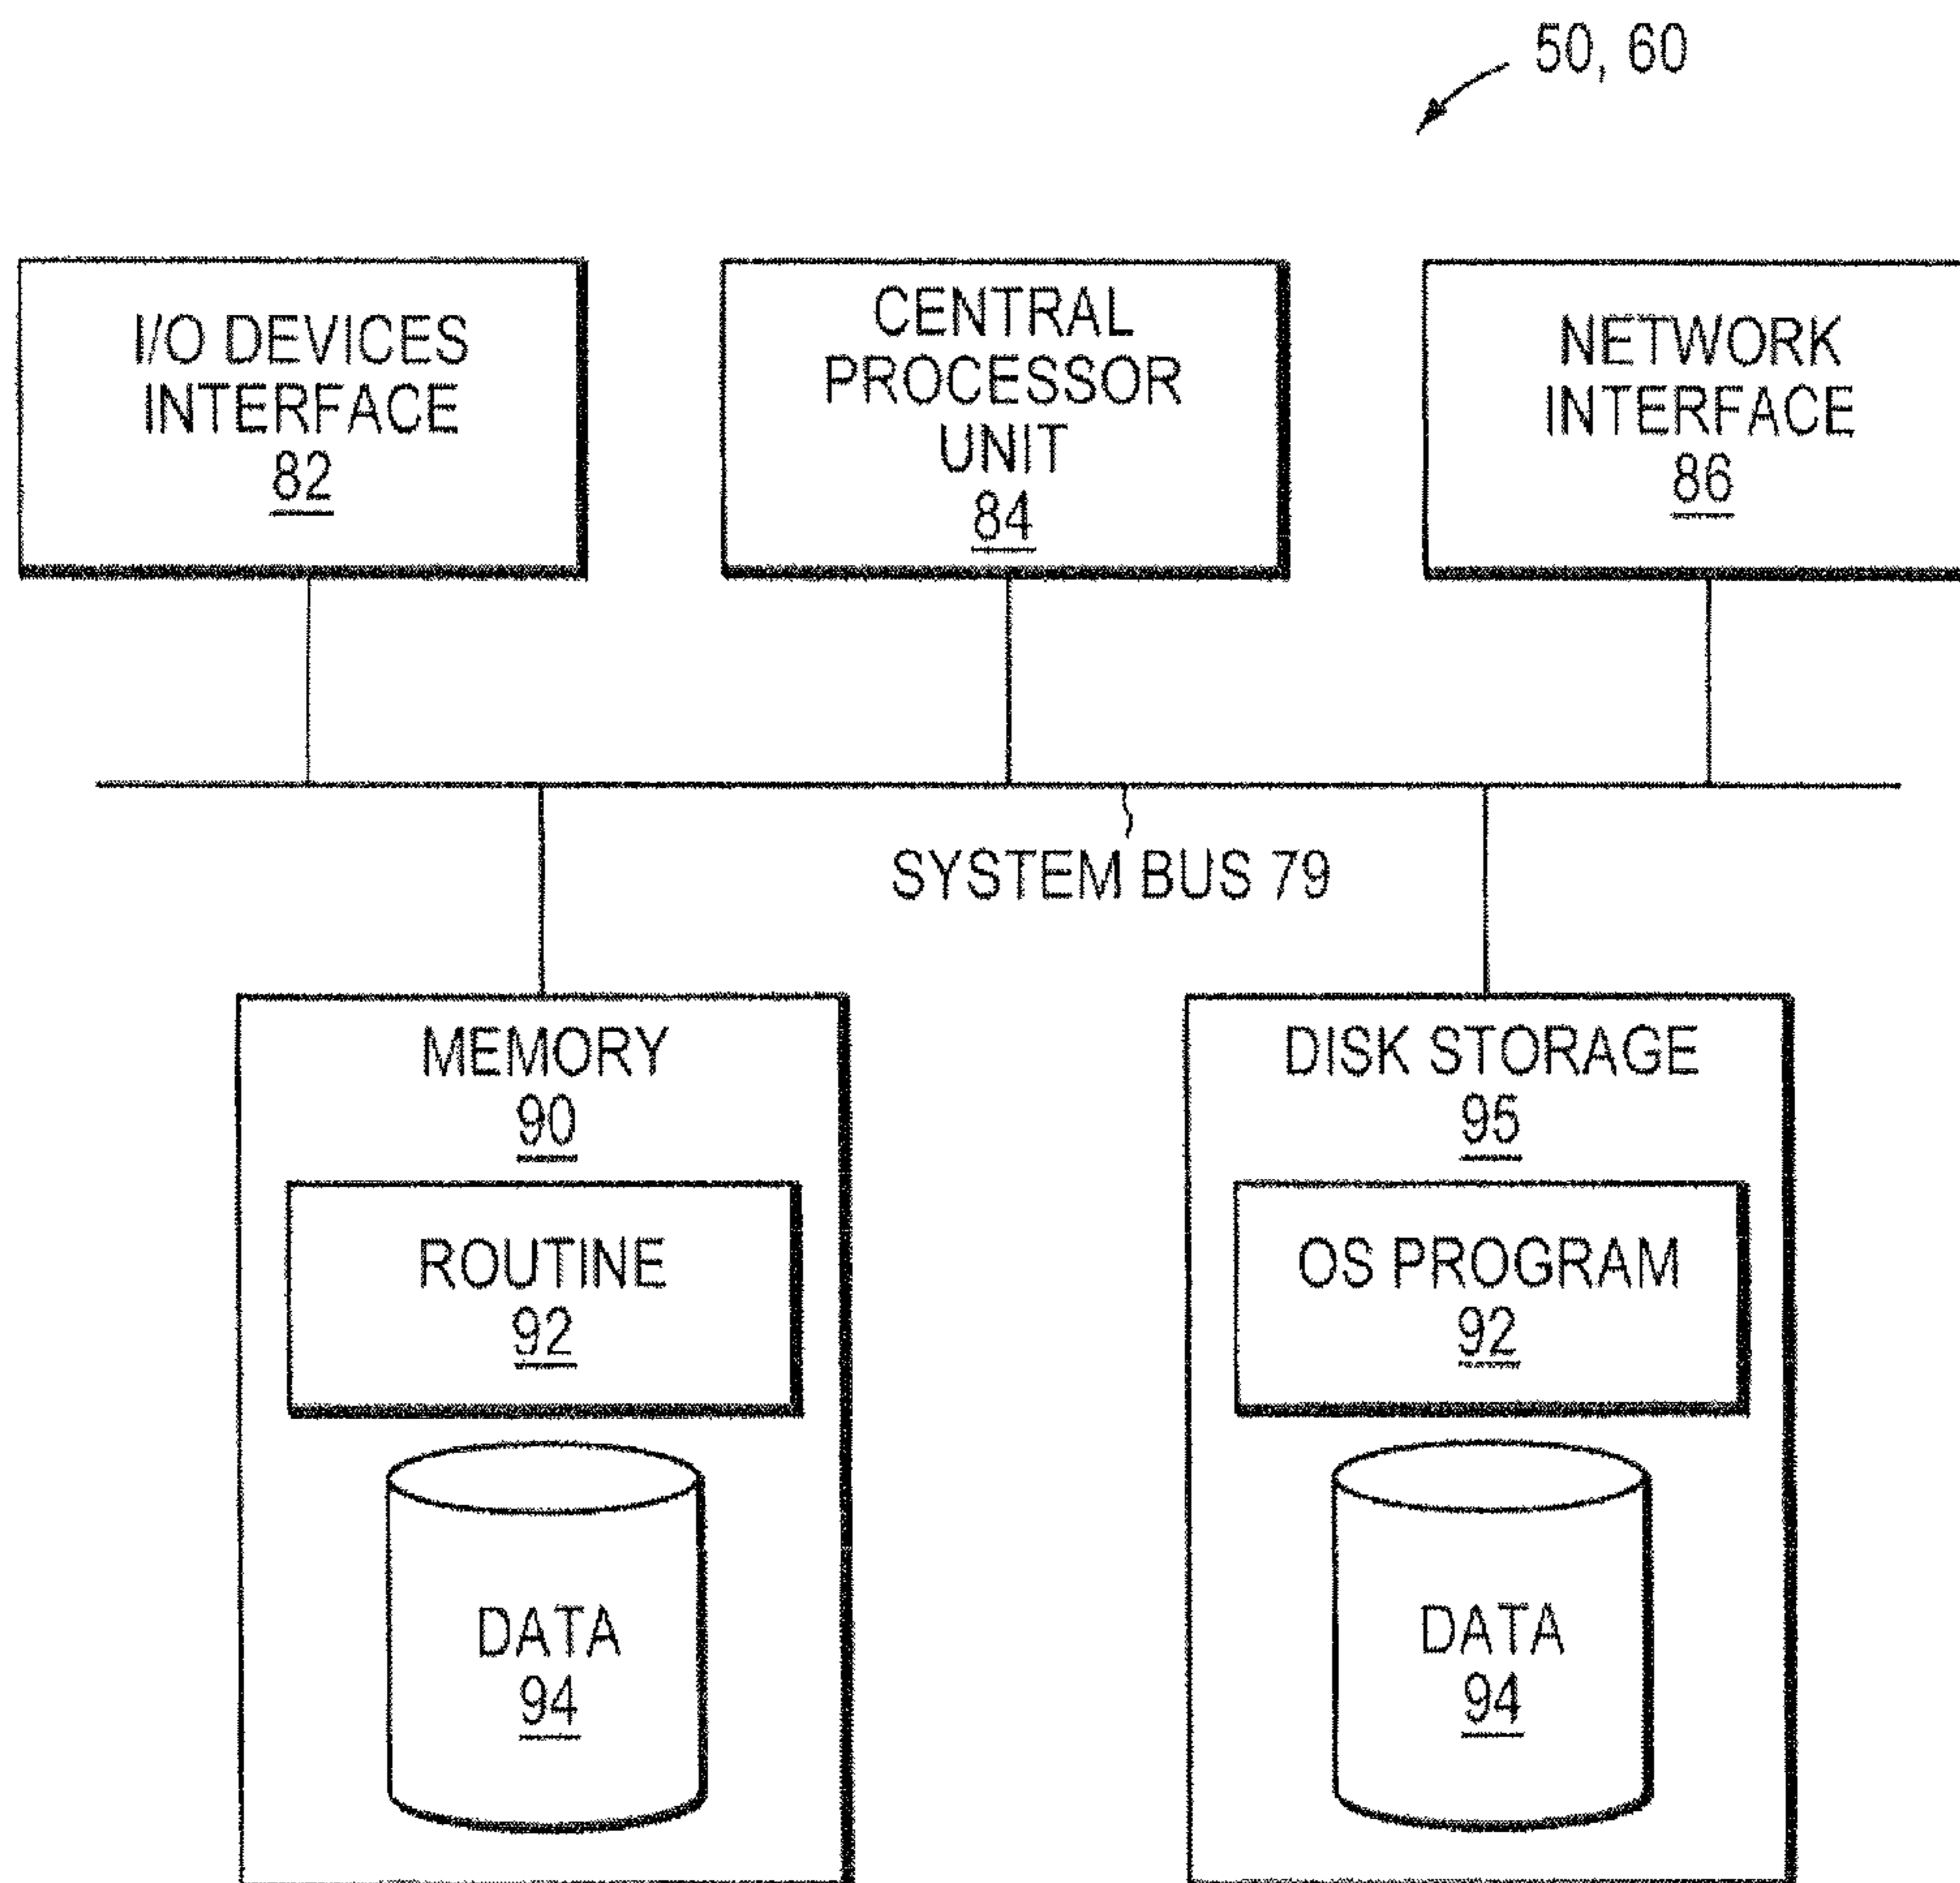 50, 60
I/O DEVICES
INTERFACE
82
CENTRAL
PROCESSOR
UNIT
84
NETWORK
INTERFACE
86
SYSTEM BUS 79
MEMORY
90
ROUTINE
92
DATA
94
DISK STORAGE
95
OS PROGRAM
92
DATA
94